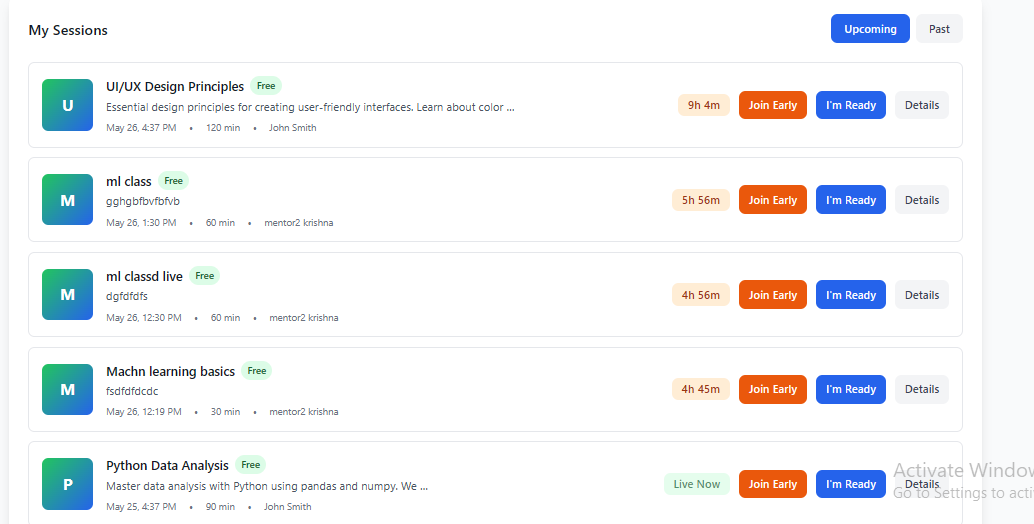 My Sessions
Upcoming
Past
U
UI/UX Design Principles Free
Essential design principles for creating user-friendly interfaces. Learn about color ...
May 26, 4:37 PM • 120 min • John Smith
9h 4m Join Early I'm Ready Details
M
ml class Free
gghgbfbvfbfvb
May 26, 1:30 PM • 60 min • mentor2 krishna
5h 56m Join Early I'm Ready Details
M
ml classd live Free
dgfdfdfs
May 26, 12:30 PM • 60 min • mentor2 krishna
4h 56m Join Early I'm Ready Details
M
Machn learning basics Free
fsdfdfdcdc
May 26, 12:19 PM • 30 min • mentor2 krishna
4h 45m Join Early I'm Ready Details
P
Python Data Analysis Free
Master data analysis with Python using pandas and numpy. We ...
May 25, 4:37 PM • 90 min • John Smith
Live Now Join Early I'm Ready Details
Activate Window
Go to Settings to acti